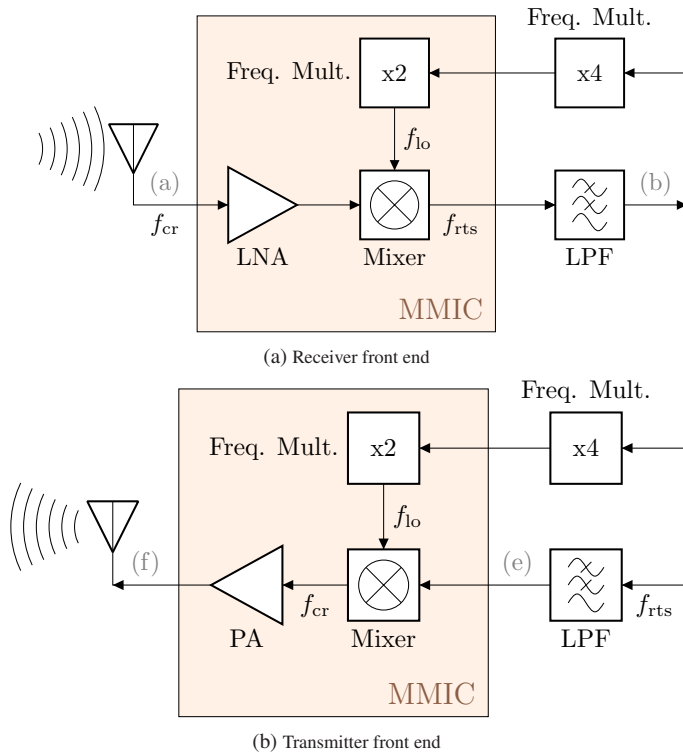 Freq. Mult.
Freq. Mult.
x2
x4
f_lo
(a)
(b)
f_cr
f_rts
LNA
Mixer
LPF
MMIC
(a) Receiver front end
Freq. Mult.
Freq. Mult.
x2
x4
f_lo
(f)
(e)
f_cr
f_rts
PA
Mixer
LPF
MMIC
(b) Transmitter front end